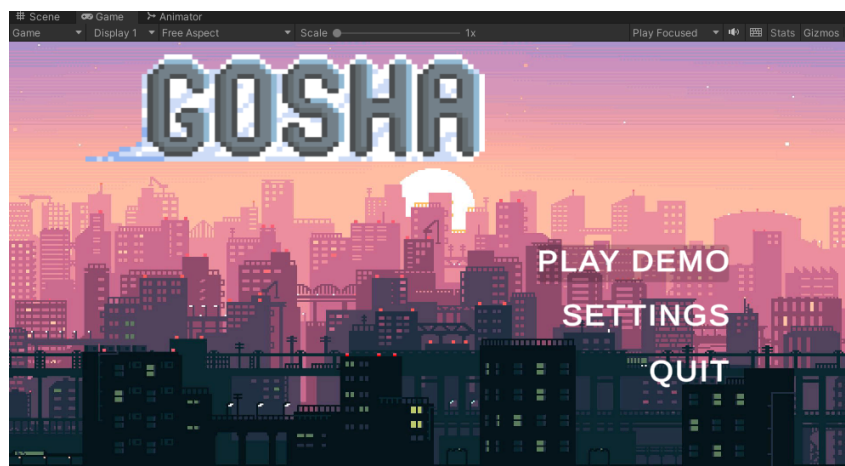 Scene Game Animator
Game Display 1 Free Aspect Scale 1x Play Focused Stats Gizmos
GOSHA
PLAY DEMO
SETTINGS
QUIT